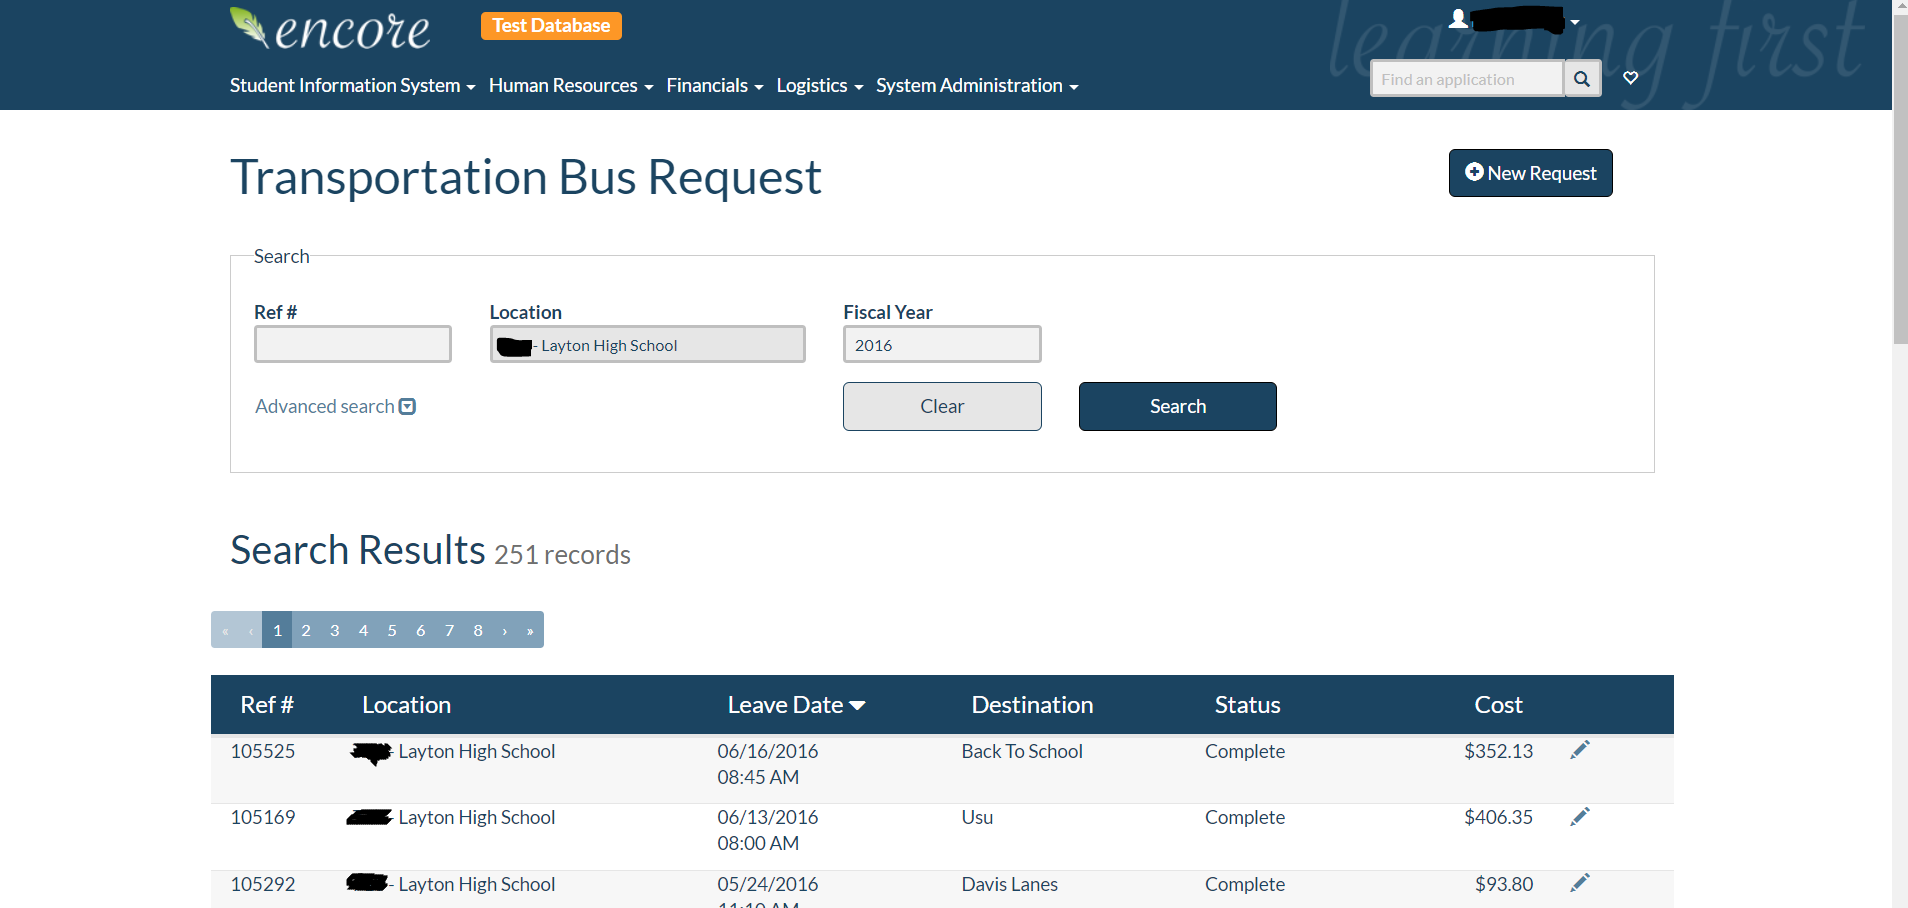 encore
Test Database
learning first
Student Information System Human Resources Financials Logistics System Administration
Find an application
Transportation Bus Request
New Request
Search
Ref # Location Fiscal Year
- Layton High School 2016
Advanced search Clear Search
Search Results 251 records
« ‹ 1 2 3 4 5 6 7 8 › »
Ref # Location Leave Date Destination Status Cost
105525 Layton High School 06/16/2016 Back To School Complete $352.13
08:45 AM
105169 - Layton High School 06/13/2016 Usu Complete $406.35
08:00 AM
105292 - Layton High School 05/24/2016 Davis Lanes Complete $93.80
11:10 AM